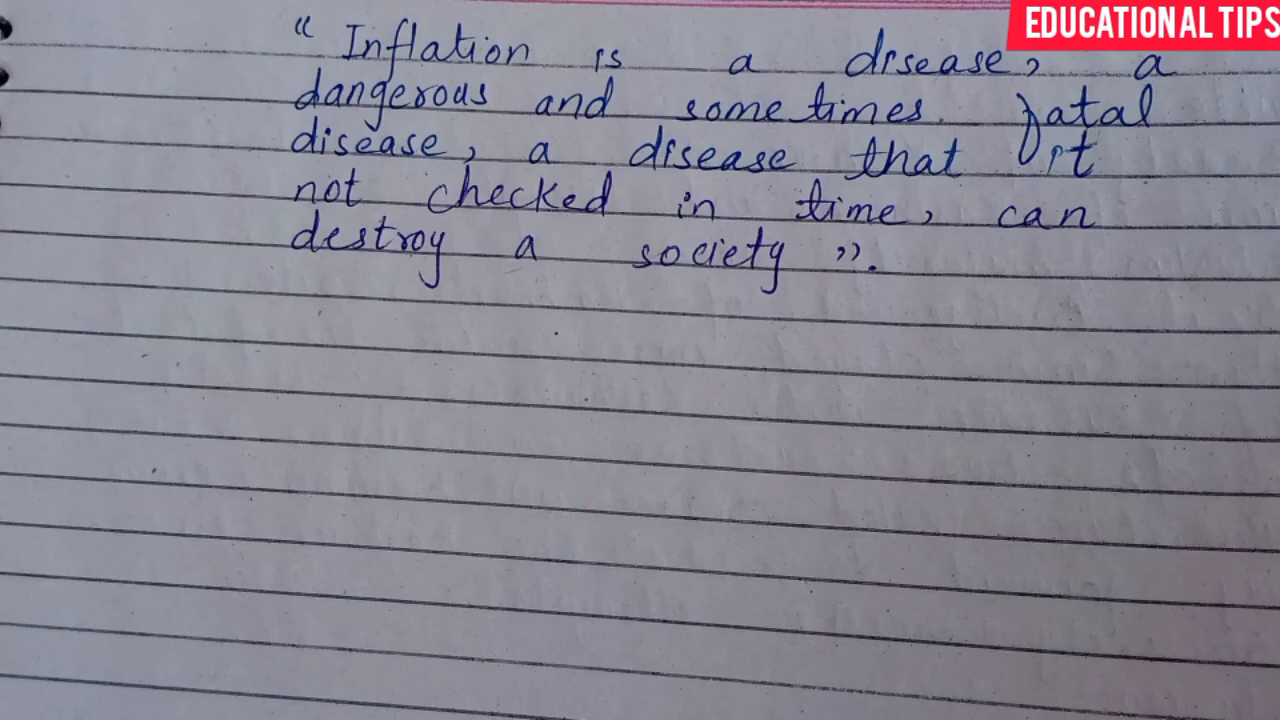 EDUCATIONAL TIPS
“ Inflation is a disease, a
dangerous and sometimes fatal
disease, a disease that it
not checked in time, can
destroy a society ”.